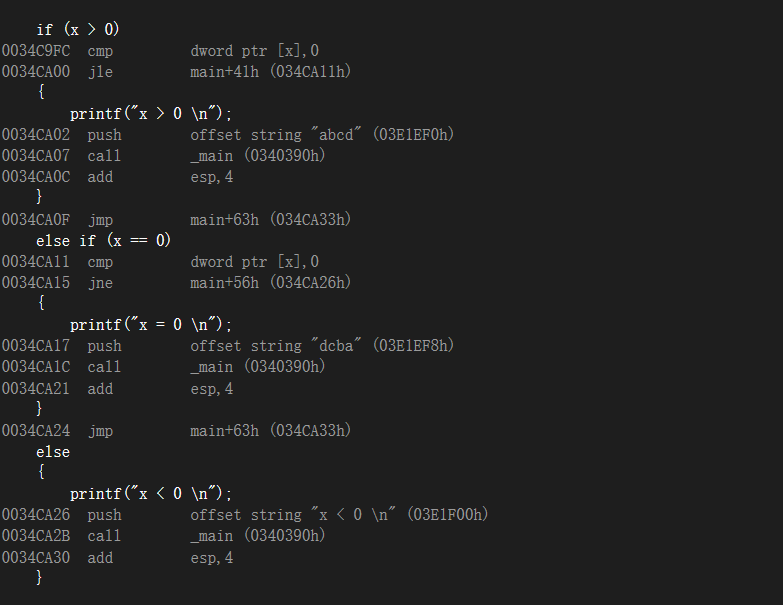 if (x > 0)
0034C9FC cmp dword ptr [x],0
0034CA00 jle main+41h (034CA11h)
{
printf("x > 0 \n");
0034CA02 push offset string "abcd" (03E1EF0h)
0034CA07 call _main (0340390h)
0034CA0C add esp,4
}
0034CA0F jmp main+63h (034CA33h)
else if (x == 0)
0034CA11 cmp dword ptr [x],0
0034CA15 jne main+56h (034CA26h)
{
printf("x = 0 \n");
0034CA17 push offset string "dcba" (03E1EF8h)
0034CA1C call _main (0340390h)
0034CA21 add esp,4
}
0034CA24 jmp main+63h (034CA33h)
else
{
printf("x < 0 \n");
0034CA26 push offset string "x < 0 \n" (03E1F00h)
0034CA2B call _main (0340390h)
0034CA30 add esp,4
}